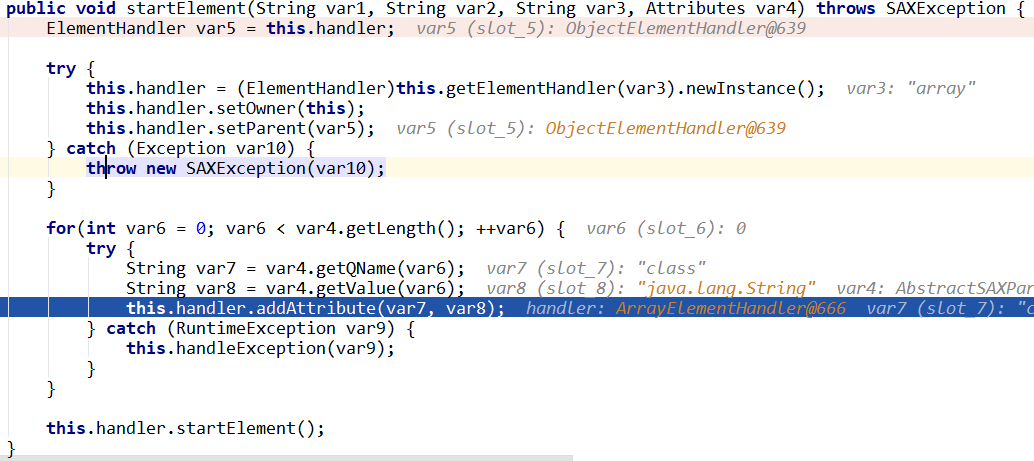 public void startElement(String var1, String var2, String var3, Attributes var4) throws SAXException {
ElementHandler var5 = this.handler; var5 (slot_5): ObjectElementHandler@639
try {
this.handler = (ElementHandler)this.getElementHandler(var3).newInstance(); var3: "array"
this.handler.setOwner(this);
this.handler.setParent(var5); var5 (slot_5): ObjectElementHandler@639
} catch (Exception var10) {
throw new SAXException(var10);
}
for(int var6 = 0; var6 < var4.getLength(); ++var6) { var6 (slot_6): 0
try {
String var7 = var4.getQName(var6); var7 (slot_7): "class"
String var8 = var4.getValue(var6); var8 (slot_8): "java.lang.String" var4: AbstractSAXPar
this.handler.addAttribute(var7, var8); handler: ArrayElementHandler@666 var7 (slot_7): "c
} catch (RuntimeException var9) {
this.handleException(var9);
}
}
this.handler.startElement();
}